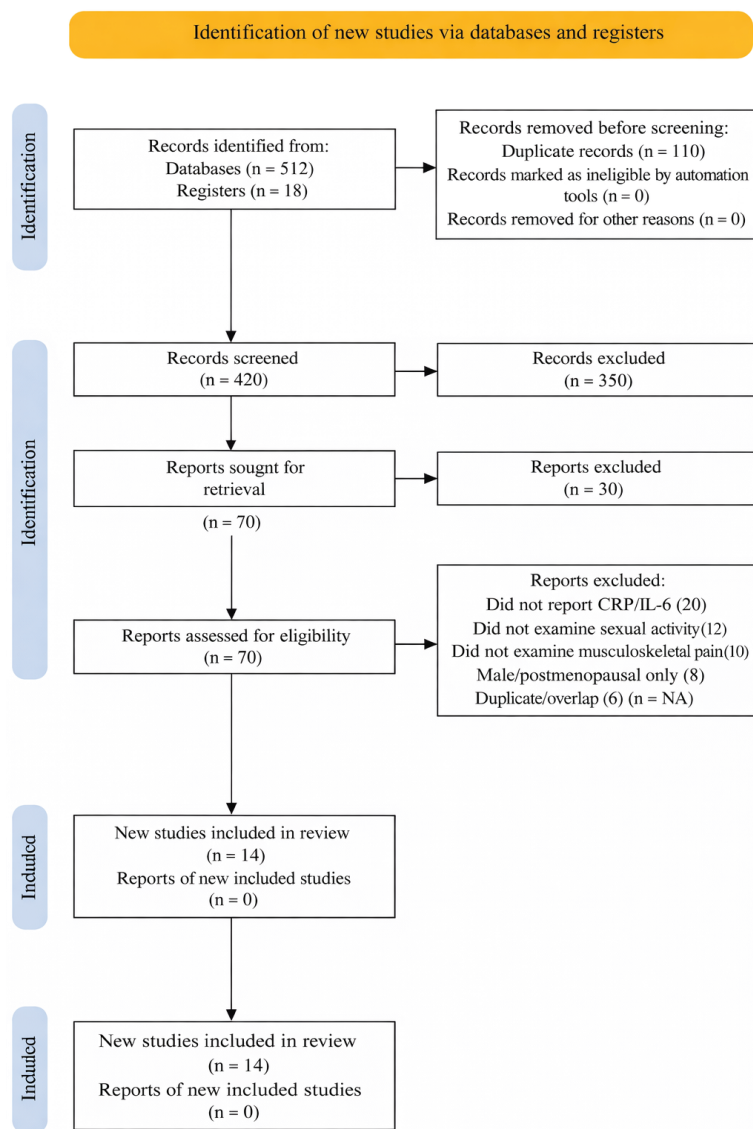 Identification of new studies via databases and registers
Identification
Records identified from:
Databases (n = 512)
Registers (n = 18)
Records removed before screening:
Duplicate records (n = 110)
Records marked as ineligible by automation
tools (n = 0)
Records removed for other reasons (n = 0)
Identification
Records screened
(n = 420)
Records excluded
(n = 350)
Reports sougnt for
retrieval
(n = 70)
Reports excluded
(n = 30)
Reports assessed for eligibility
(n = 70)
Reports excluded:
Did not report CRP/IL-6 (20)
Did not examine sexual activity(12)
Did not examine musculoskeletal pain(10)
Male/postmenopausal only (8)
Duplicate/overlap (6) (n = NA)
Induded
New studies included in review
(n = 14)
Reports of new included studies
(n = 0)
Induded
New studies included in review
(n = 14)
Reports of new included studies
(n = 0)